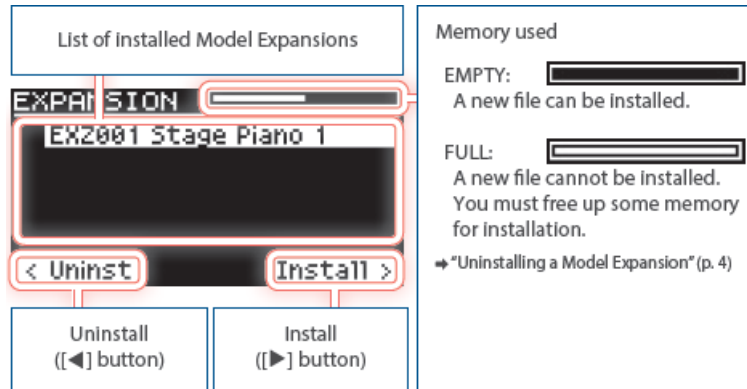 List of installed Model Expansions
EXPANSION
EXZ001 Stage Piano 1
< Uninst
Install >
Uninstall
([◀] button)
Install
([▶] button)
Memory used
EMPTY:
A new file can be installed.
FULL:
A new file cannot be installed.
You must free up some memory
for installation.
➡ "Uninstalling a Model Expansion" (p. 4)